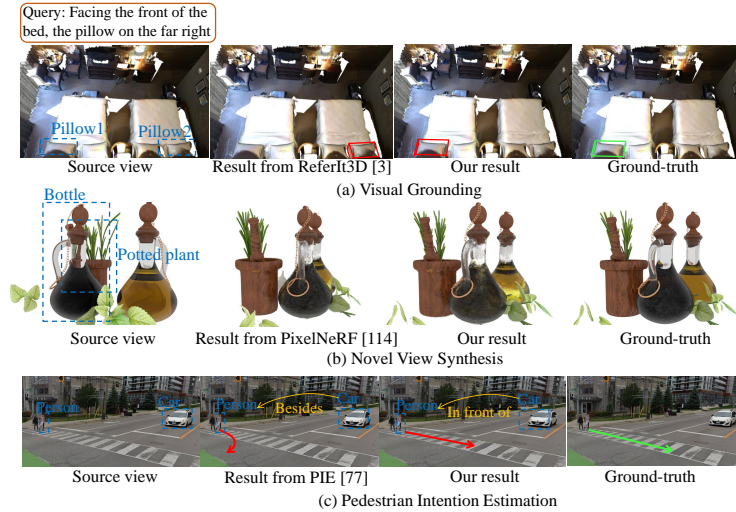 Query: Facing the front of the
bed, the pillow on the far right
Pillow1
Pillow2
Source view
Result from ReferIt3D [3]
Our result
Ground-truth
(a) Visual Grounding
Bottle
Potted plant
Source view
Result from PixelNeRF [114]
Our result
Ground-truth
(b) Novel View Synthesis
Person
Car
Person
Besides
Car
Person
In front of
Car
Source view
Result from PIE [77]
Our result
Ground-truth
(c) Pedestrian Intention Estimation